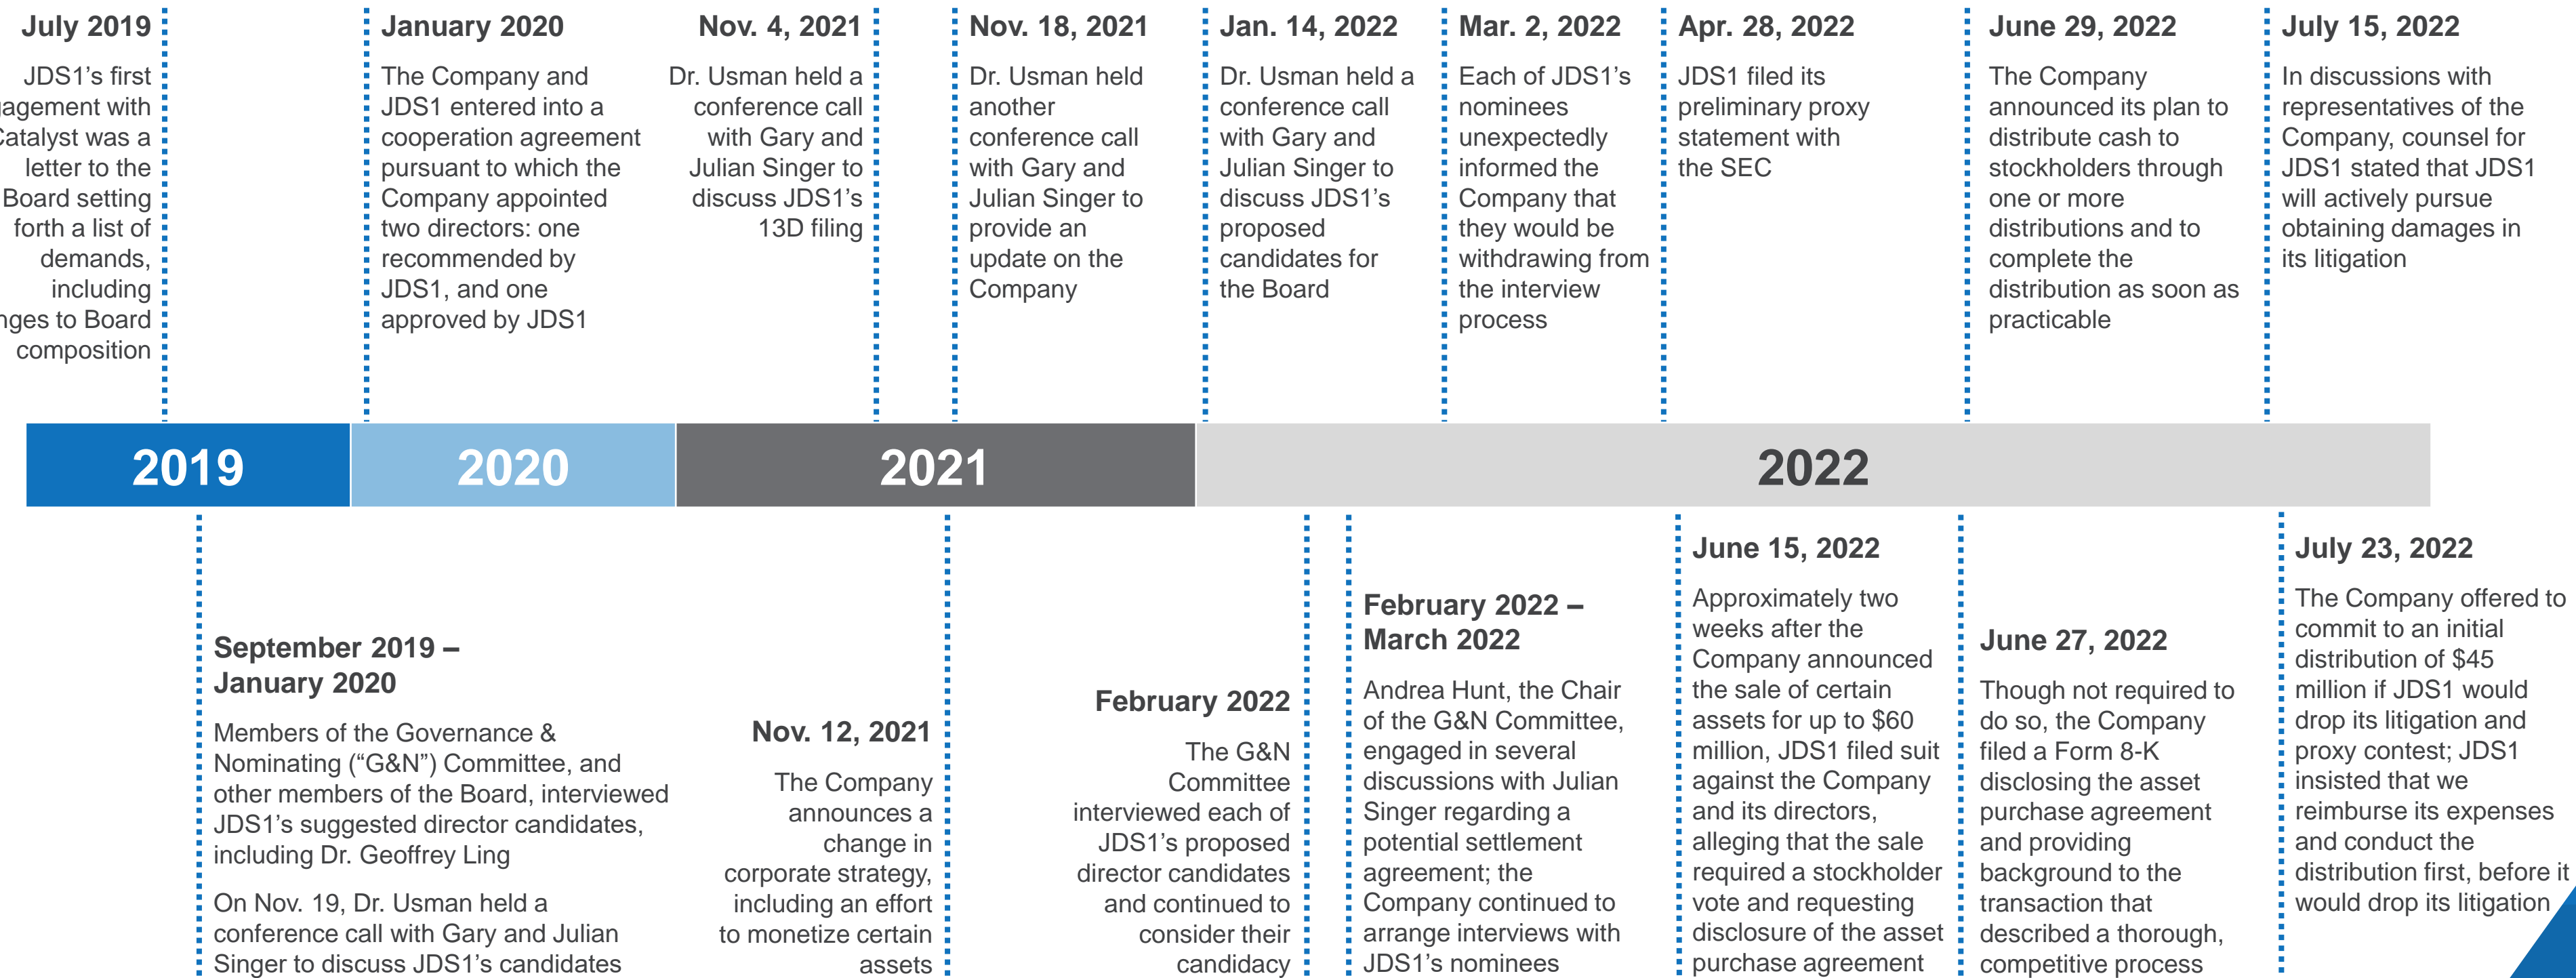 July 2019
JDS1’s first
letter to the
Board setting
forth a list of
demands,
including
to Board
composition
January 2020
The Company and
JDS1 entered into a
cooperation agreement
pursuant to which the
Company appointed
two directors: one
recommended by
JDS1, and one
approved by JDS1
Nov. 4, 2021
Dr. Usman held a
conference call
with Gary and
Julian Singer to
discuss JDS1’s
13D filing
Nov. 18, 2021
Dr. Usman held
another
conference call
with Gary and
Julian Singer to
provide an
update on the
Company
Jan. 14, 2022
Dr. Usman held a
conference call
with Gary and
Julian Singer to
discuss JDS1’s
proposed
candidates for
the Board
Mar. 2, 2022
Each of JDS1’s
nominees
unexpectedly
informed the
Company that
they would be
withdrawing from
the interview
process
Apr. 28, 2022
JDS1 filed its
preliminary proxy
statement with
the SEC
June 29, 2022
The Company
announced its plan to
distribute cash to
stockholders through
one or more
distributions and to
complete the
distribution as soon as
practicable
July 15, 2022
In discussions with
representatives of the
Company, counsel for
JDS1 stated that JDS1
will actively pursue
obtaining damages in
its litigation
2019
2020
2021
2022
September 2019 –
January 2020
Members of the Governance &
Nominating (“G&N”) Committee, and
other members of the Board, interviewed
JDS1’s suggested director candidates,
including Dr. Geoffrey Ling
On Nov. 19, Dr. Usman held a
conference call with Gary and Julian
Singer to discuss JDS1’s candidates
Nov. 12, 2021
The Company
announces a
change in
corporate strategy,
including an effort
to monetize certain
assets
February 2022
The G&N
Committee
interviewed each of
JDS1’s proposed
director candidates
and continued to
consider their
candidacy
February 2022 –
March 2022
Andrea Hunt, the Chair
of the G&N Committee,
engaged in several
discussions with Julian
Singer regarding a
potential settlement
agreement; the
Company continued to
arrange interviews with
JDS1’s nominees
June 15, 2022
Approximately two
weeks after the
Company announced
the sale of certain
assets for up to $60
million, JDS1 filed suit
against the Company
and its directors,
alleging that the sale
required a stockholder
vote and requesting
disclosure of the asset
purchase agreement
June 27, 2022
Though not required to
do so, the Company
filed a Form 8-K
disclosing the asset
purchase agreement
and providing
background to the
transaction that
described a thorough,
competitive process
July 23, 2022
The Company offered to
commit to an initial
distribution of $45
million if JDS1 would
drop its litigation and
proxy contest; JDS1
insisted that we
reimburse its expenses
and conduct the
distribution first, before it
would drop its litigation